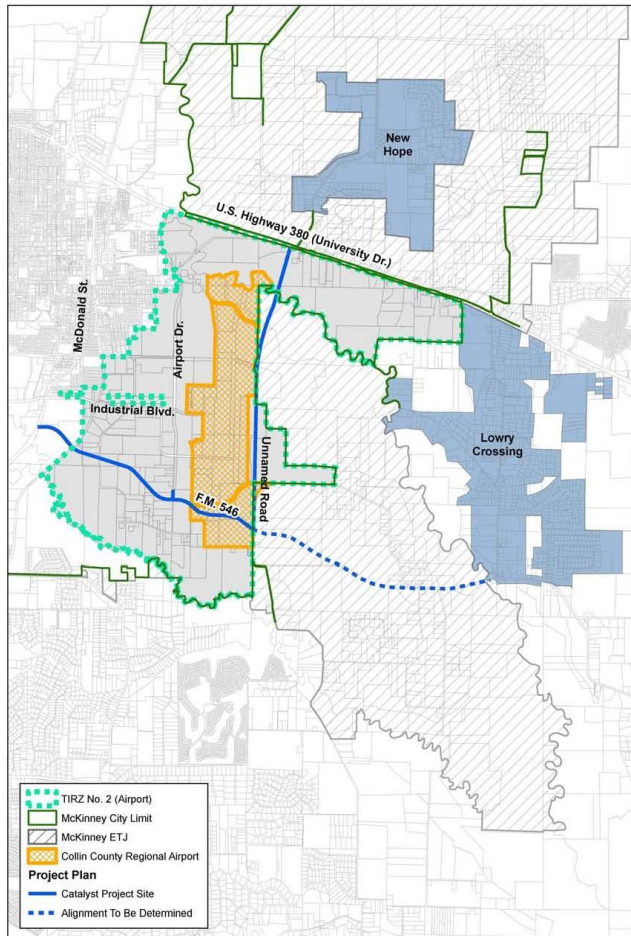 New
Hope
U.S. Highway 380 (University Dr.)
McDonald St.
Airport Dr.
Industrial Blvd.
Unnamed Road
Lowry
Crossing
F.M. 546
TIRZ No. 2 (Airport)
McKinney City Limit
McKinney ETJ
Collin County Regional Airport
Project Plan
Catalyst Project Site
Alignment To Be Determined